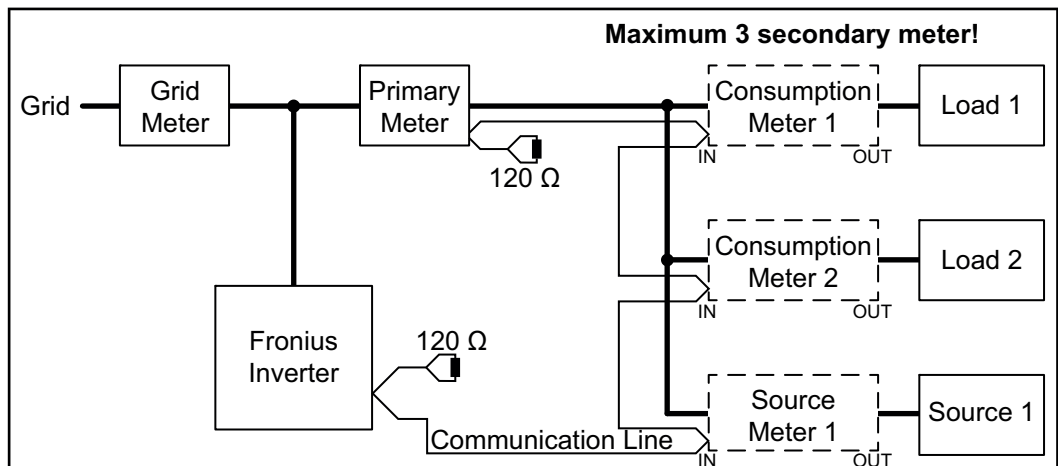 Maximum 3 secondary meter!
Grid
Grid
Meter
Primary
Meter
Consumption
Meter 1
Load 1
IN
OUT
120 Ω
Consumption
Meter 2
Load 2
IN
OUT
Fronius
Inverter
120 Ω
Source
Meter 1
Source 1
Communication Line
IN
OUT